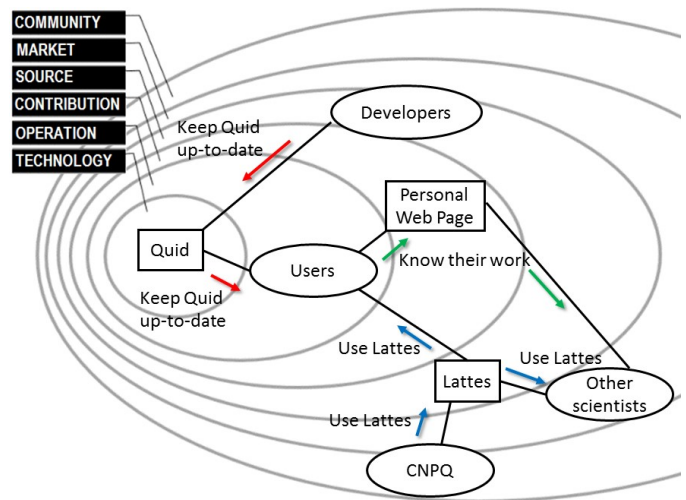 COMMUNITY
MARKET
SOURCE
CONTRIBUTION
OPERATION
TECHNOLOGY
Developers
Keep Quid
up-to-date
Personal
Web Page
Quid
Users
Know their work
Keep Quid
up-to-date
Use Lattes
Use Lattes
Lattes
Other
scientists
Use Lattes
CNPQ